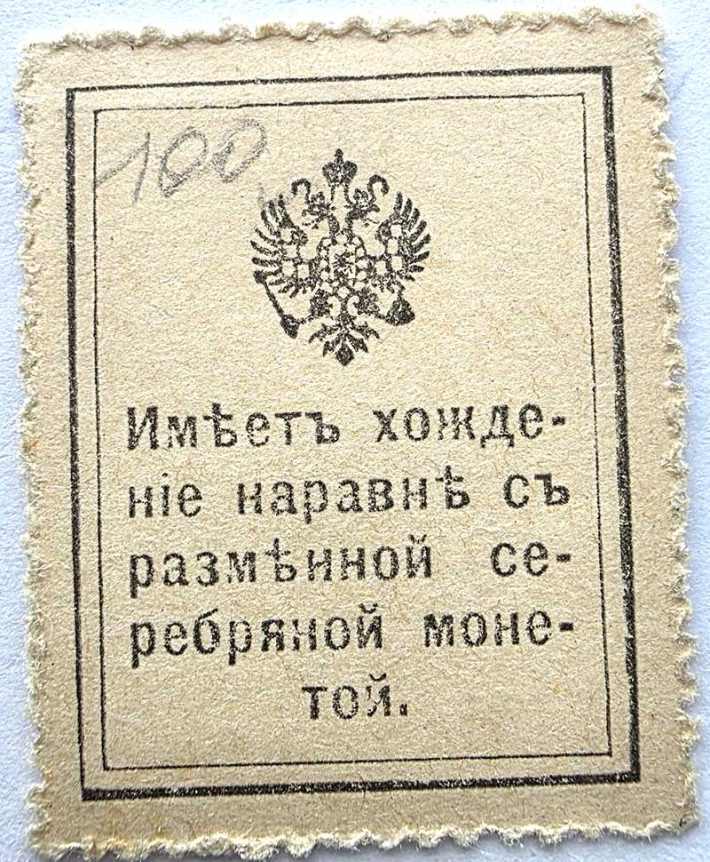 100
Имѣетъ хожде-
ніе наравнѣ съ
размѣнной се-
ребряной моне-
той.